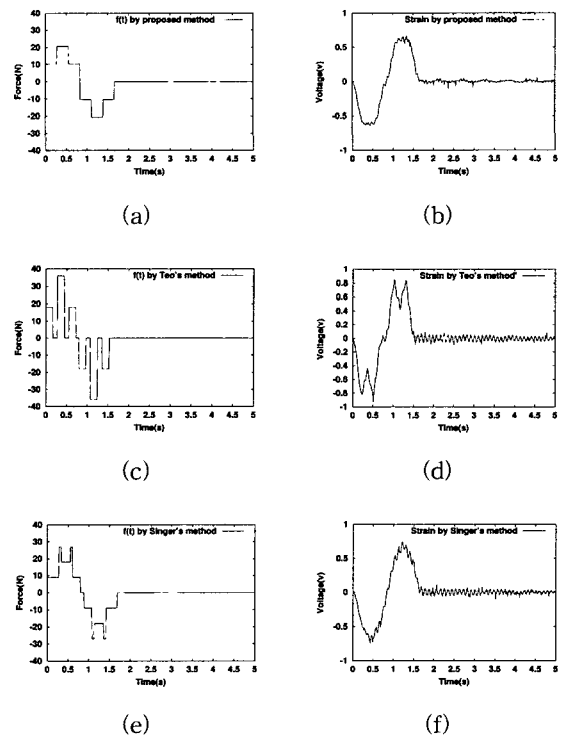 f(t) by proposed method
40
30
20
10
0
-10
-20
-30
-40
Force(N)
0 0.5 1 1.5 2 2.5 3 3.5 4 4.5 5
Time(s)
(a)
Strain by proposed method
1
0.5
0
-0.5
-1
Voltage(v)
0 0.5 1 1.5 2 2.5 3 3.5 4 4.5 5
Time(s)
(b)
f(t) by Teo's method
40
30
20
10
0
-10
-20
-30
-40
Force(N)
0 0.5 1 1.5 2 2.5 3 3.5 4 4.5 5
Time(s)
(c)
Strain by Teo's method'
1
0.8
0.6
0.4
0.2
0
-0.2
-0.4
-0.6
-0.8
-1
Voltage(v)
0 0.5 1 1.5 2 2.5 3 3.5 4 4.5 5
Time(s)
(d)
f(t) by Singer's method
40
30
20
10
0
-10
-20
-30
-40
Force(N)
0 0.5 1 1.5 2 2.5 3 3.5 4 4.5 5
Time(s)
(e)
Strain by Singer's method
1
0.5
0
-0.5
-1
Voltage(v)
0 0.5 1 1.5 2 2.5 3 3.5 4 4.5 5
Time(s)
(f)